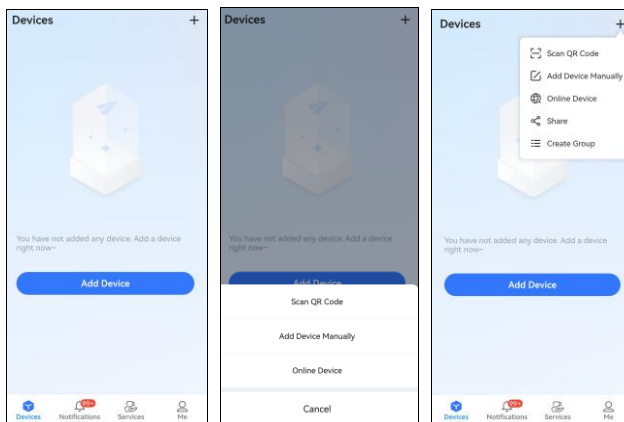 Devices +
99+
You have not added any device. Add a device
right now~
Add Device
Devices Notifications Services Me
Devices +
You have not added any device. Add a device
right now~
Add Device
Scan QR Code
Add Device Manually
Online Device
Cancel
Devices +
Scan QR Code
Add Device Manually
Online Device
Share
Create Group
You have not added any device. Add a device
right now~
Add Device
99+
Devices Notifications Services Me